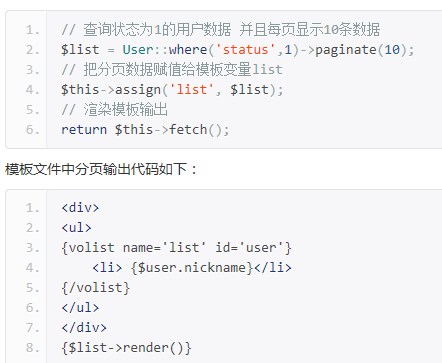 1. // 查询状态为1的用户数据 并且每页显示10条数据
2. $list = User::where('status',1)->paginate(10);
3. // 把分页数据赋值给模板变量list
4. $this->assign('list', $list);
5. // 渲染模板输出
6. return $this->fetch();
模板文件中分页输出代码如下：
1. <div>
2. <ul>
3. {volist name='list' id='user'}
4.     <li> {$user.nickname}</li>
5. {/volist}
6. </ul>
7. </div>
8. {$list->render()}